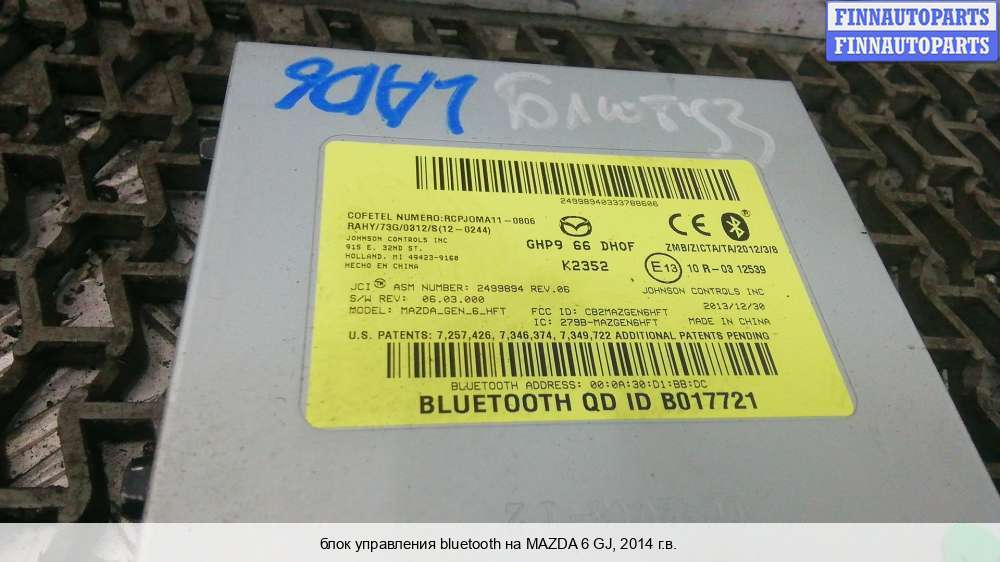 FINNAUTOPARTS
FINNAUTOPARTS
LAD6
Блютуз
24998940333788606
COFETEL NUMERO:RCPJOMA11-0806
RAHY/73G/0312/S(12-0244)
JOHNSON CONTROLS INC
915 E. 32ND ST.
HOLLAND, MI 49423-9160
HECHO EN CHINA
GHP9 66 DH0F
K2352
CE
ZMB/ZICTA/TA/2012/3/8
E13 10 R-03 12539
JCI™ ASM NUMBER: 2499894 REV.06
JOHNSON CONTROLS INC
S/W REV: 06.03.000
2013/12/30
MODEL: MAZDA_GEN_6_HFT
FCC ID: CB2MAZGEN6HFT
IC: 279B-MAZGEN6HFT
MADE IN CHINA
U.S. PATENTS: 7,257,426, 7,346,374, 7,349,722 ADDITIONAL PATENTS PENDING
BLUETOOTH ADDRESS: 00:0A:30:D1:BB:DC
BLUETOOTH QD ID B017721
блок управления bluetooth на MAZDA 6 GJ, 2014 г.в.